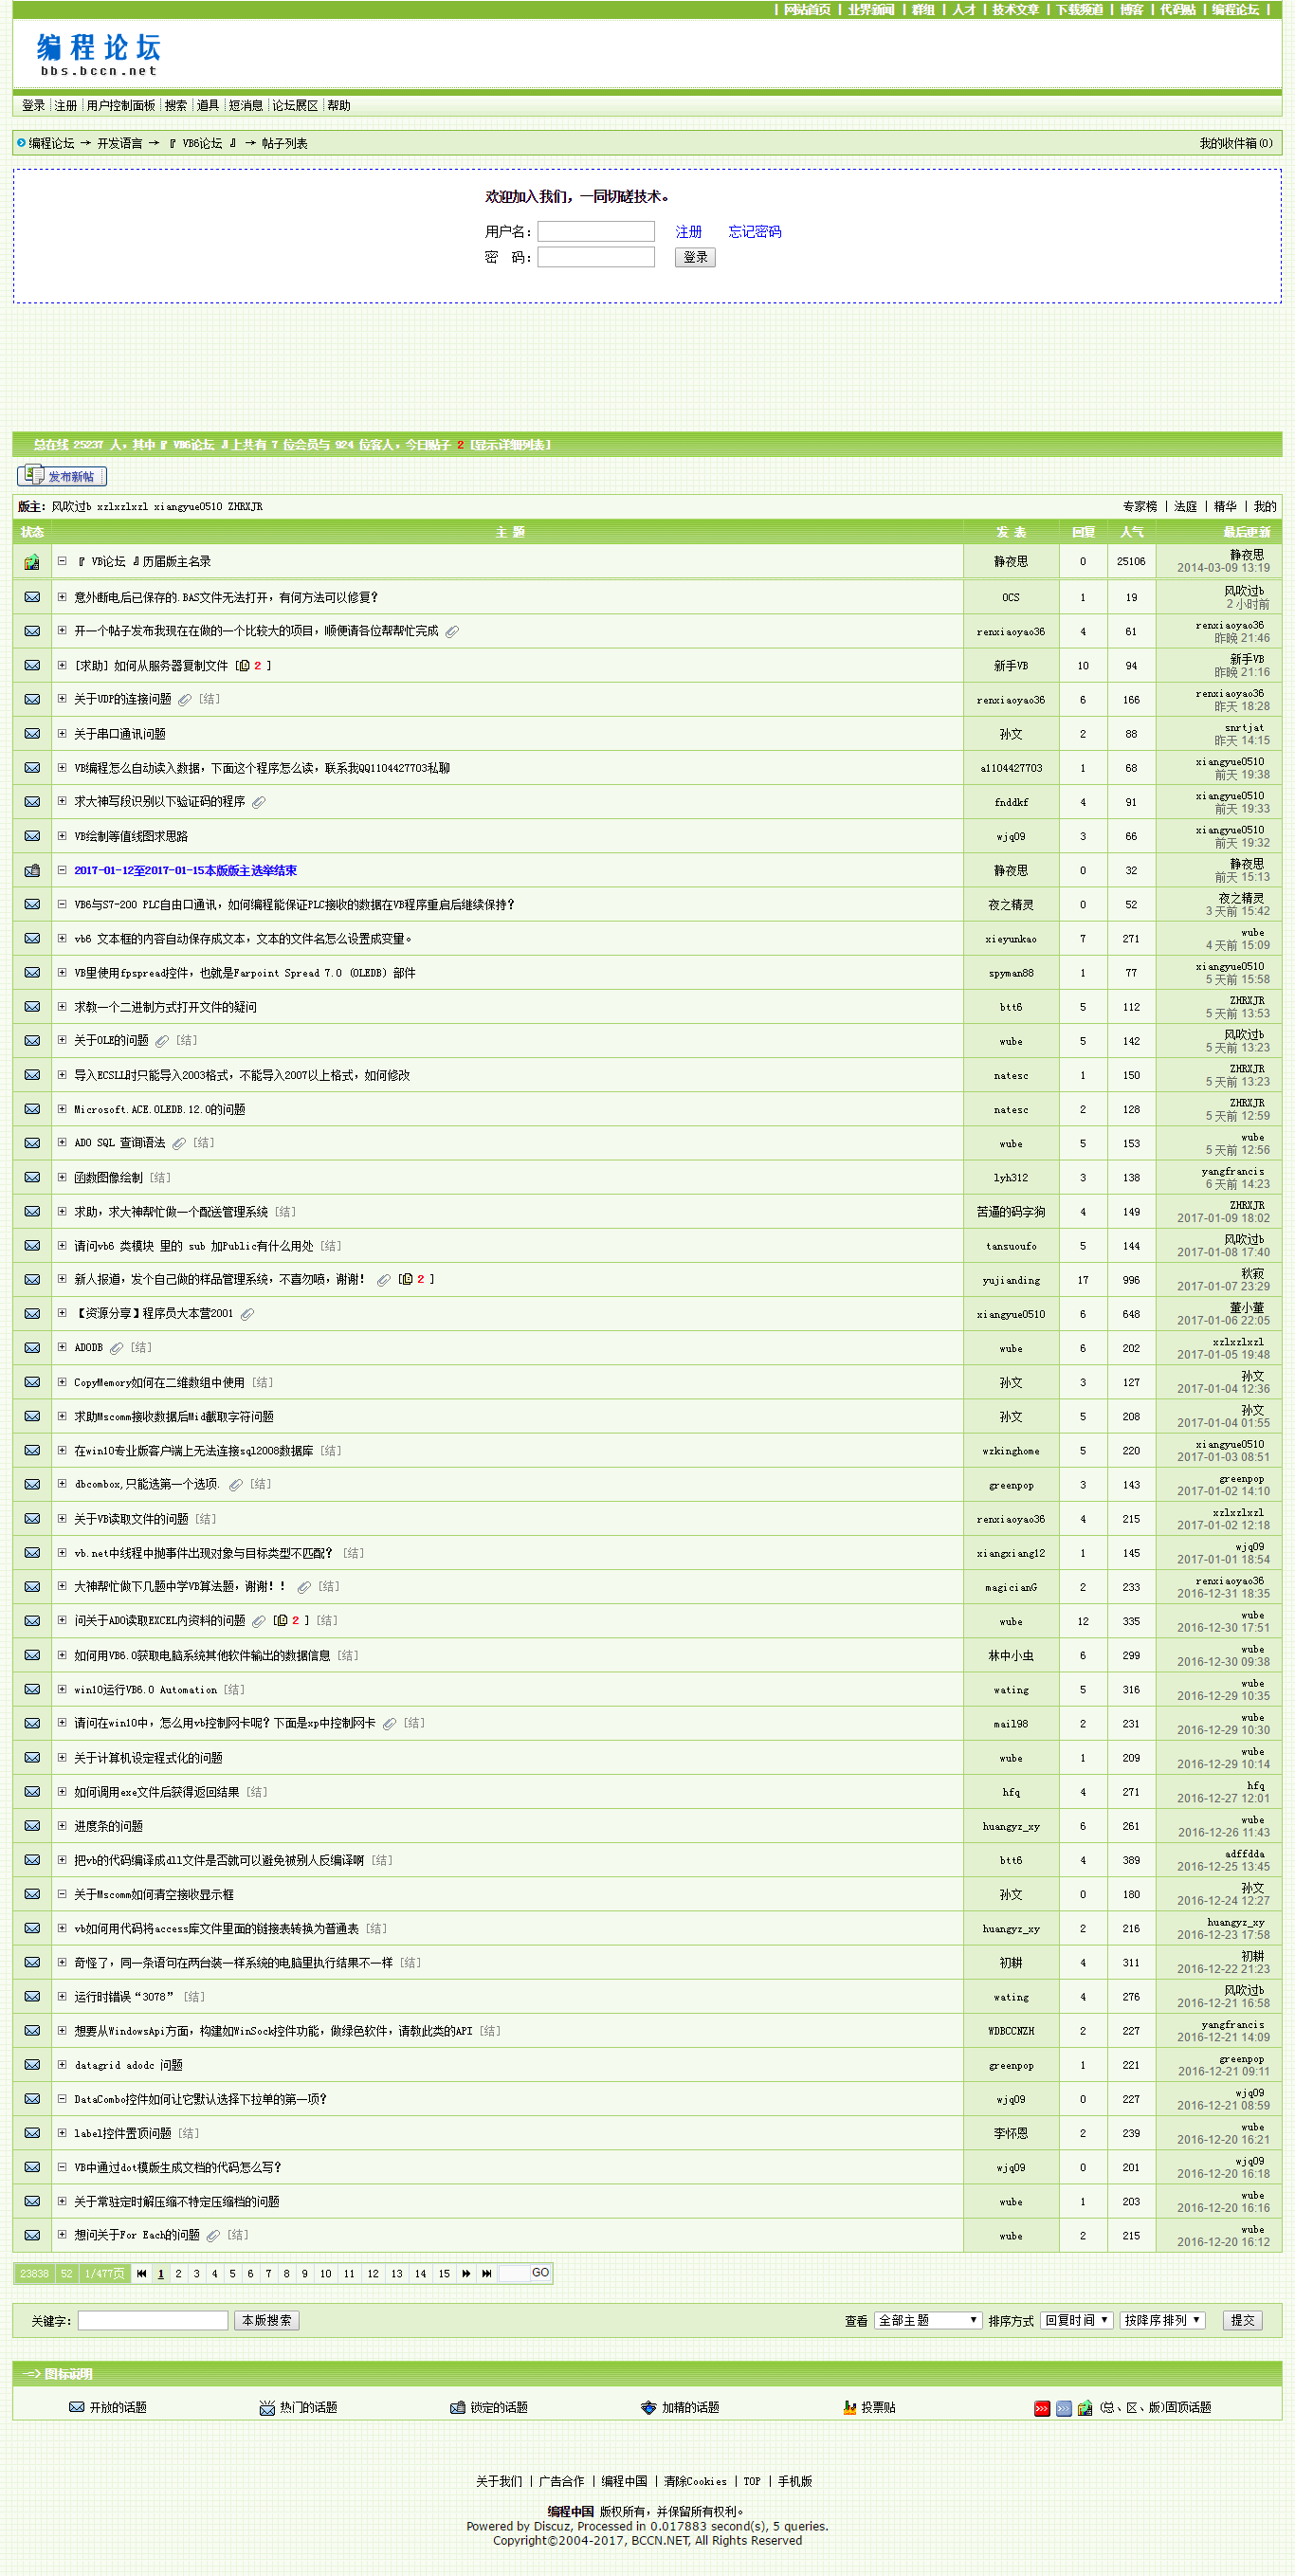 | 网站首页 | 业界新闻 | 群组 | 人才 | 技术文章 | 下载频道 | 博客 | 代码贴 | 编程论坛 |
编程论坛
bbs.bccn.net
登录 注册 用户控制面板 搜索 道具 短消息 论坛展区 帮助
编程论坛 → 开发语言 → 『 VB6论坛 』 → 帖子列表 我的收件箱(0)
欢迎加入我们，一同切磋技术。
用户名： 注册 忘记密码
密 码： 登录
总在线 25237 人，其中『 VB6论坛 』上共有 7 位会员与 924 位客人，今日贴子 2 [显示详细列表]
发布新帖
版主：风吹过b xzlxzlxzl xiangyue0510 ZHRXJR 专家榜 | 法庭 | 精华 | 我的
状态 主 题 发 表 回复 人气 最后更新
『 VB论坛 』历届版主名录 静夜思 0 25106 静夜思 2014-03-09 13:19
意外断电后已保存的.BAS文件无法打开，有何方法可以修复？ OCS 1 19 风吹过b 2 小时前
开一个帖子发布我现在在做的一个比较大的项目，顺便请各位帮帮忙完成 renxiaoyao36 4 61 renxiaoyao36 昨晚 21:46
[求助] 如何从服务器复制文件 [ 2 ] 新手VB 10 94 新手VB 昨晚 21:16
关于UDP的连接问题 [结] renxiaoyao36 6 166 renxiaoyao36 昨天 18:28
关于串口通讯问题 孙文 2 88 snrtjat 昨天 14:15
VB编程怎么自动读入数据，下面这个程序怎么读，联系我QQ1104427703私聊 a1104427703 1 68 xiangyue0510 前天 19:38
求大神写段识别以下验证码的程序 fnddkf 4 91 xiangyue0510 前天 19:33
VB绘制等值线图求思路 wjq09 3 66 xiangyue0510 前天 19:32
2017-01-12至2017-01-15本版版主选举结束 静夜思 0 32 静夜思 前天 15:13
VB6与S7-200 PLC自由口通讯，如何编程能保证PLC接收的数据在VB程序重启后继续保持？ 夜之精灵 0 52 夜之精灵 3 天前 15:42
vb6 文本框的内容自动保存成文本，文本的文件名怎么设置成变量。 xieyunkao 7 271 wube 4 天前 15:09
VB里使用fpspread控件，也就是Farpoint Spread 7.0 (OLEDB) 部件 spyman88 1 77 xiangyue0510 5 天前 15:58
求教一个二进制方式打开文件的疑问 btt6 5 112 ZHRXJR 5 天前 13:53
关于OLE的问题 [结] wube 5 142 风吹过b 5 天前 13:23
导入ECSLL时只能导入2003格式，不能导入2007以上格式，如何修改 natesc 1 150 ZHRXJR 5 天前 13:23
Microsoft.ACE.OLEDB.12.0的问题 natesc 2 128 ZHRXJR 5 天前 12:59
ADO SQL 查询语法 [结] wube 5 153 wube 5 天前 12:56
函数图像绘制 [结] lyh312 3 138 yangfrancis 6 天前 14:23
求助，求大神帮忙做一个配送管理系统 [结] 苦逼的码字狗 4 149 ZHRXJR 2017-01-09 18:02
请问vb6 类模块 里的 sub 加Public有什么用处 [结] tansuoufo 5 144 风吹过b 2017-01-08 17:40
新人报道，发个自己做的样品管理系统，不喜勿喷，谢谢！ [ 2 ] yujianding 17 996 秋寂 2017-01-07 23:29
【资源分享】程序员大本营2001 xiangyue0510 6 648 董小董 2017-01-06 22:05
ADODB [结] wube 6 202 xzlxzlxzl 2017-01-05 19:48
CopyMemory如何在二维数组中使用 [结] 孙文 3 127 孙文 2017-01-04 12:36
求助Mscomm接收数据后Mid截取字符问题 孙文 5 208 孙文 2017-01-04 01:55
在win10专业版客户端上无法连接sql2008数据库 [结] wzkinghome 5 220 xiangyue0510 2017-01-03 08:51
dbcombox,只能选第一个选项. [结] greenpop 3 143 greenpop 2017-01-02 14:10
关于VB读取文件的问题 [结] renxiaoyao36 4 215 xzlxzlxzl 2017-01-02 12:18
vb.net中线程中抛事件出现对象与目标类型不匹配？ [结] xiangxiang12 1 145 wjq09 2017-01-01 18:54
大神帮忙做下几题中学VB算法题，谢谢！！ [结] magicianG 2 233 renxiaoyao36 2016-12-31 18:35
问关于ADO读取EXCEL内资料的问题 [ 2 ] [结] wube 12 335 wube 2016-12-30 17:51
如何用VB6.0获取电脑系统其他软件输出的数据信息 [结] 林中小虫 6 299 wube 2016-12-30 09:38
win10运行VB6.0 Automation [结] wating 5 316 wube 2016-12-29 10:35
请问在win10中，怎么用vb控制网卡呢？下面是xp中控制网卡 [结] mail98 2 231 wube 2016-12-29 10:30
关于计算机设定程式化的问题 wube 1 209 wube 2016-12-29 10:14
如何调用exe文件后获得返回结果 [结] hfq 4 271 hfq 2016-12-27 12:01
进度条的问题 huangyz_xy 6 261 wube 2016-12-26 11:43
把vb的代码编译成dll文件是否就可以避免被别人反编译啊 [结] btt6 4 389 adffdda 2016-12-25 13:45
关于Mscomm如何清空接收显示框 孙文 0 180 孙文 2016-12-24 12:27
vb如何用代码将access库文件里面的链接表转换为普通表 [结] huangyz_xy 2 216 huangyz_xy 2016-12-23 17:58
奇怪了，同一条语句在两台装一样系统的电脑里执行结果不一样 [结] 初耕 4 311 初耕 2016-12-22 21:23
运行时错误“3078” [结] wating 4 276 风吹过b 2016-12-21 16:58
想要从WindowsApi方面，构建如WinSock控件功能，做绿色软件，请教此类的API [结] WDBCCNZH 2 227 yangfrancis 2016-12-21 14:09
datagrid adodc 问题 greenpop 1 221 greenpop 2016-12-21 09:11
DataCombo控件如何让它默认选择下拉单的第一项？ wjq09 0 227 wjq09 2016-12-21 08:59
label控件置顶问题 [结] 李怀恩 2 239 wube 2016-12-20 16:21
VB中通过dot模版生成文档的代码怎么写？ wjq09 0 201 wjq09 2016-12-20 16:18
关于常驻定时解压缩不特定压缩档的问题 wube 1 203 wube 2016-12-20 16:16
想问关于For Each的问题 [结] wube 2 215 wube 2016-12-20 16:12
23838 52 1/477页 1 2 3 4 5 6 7 8 9 10 11 12 13 14 15 GO
关键字： 本版搜索 查看 全部主题 排序方式 回复时间 按降序排列 提交
-=> 图标说明
开放的话题 热门的话题 锁定的话题 加精的话题 投票贴 (总、区、版)固顶话题
关于我们 | 广告合作 | 编程中国 | 清除Cookies | TOP | 手机版
编程中国 版权所有，并保留所有权利。
Powered by Discuz, Processed in 0.017883 second(s), 5 queries.
Copyright©2004-2017, BCCN.NET, All Rights Reserved